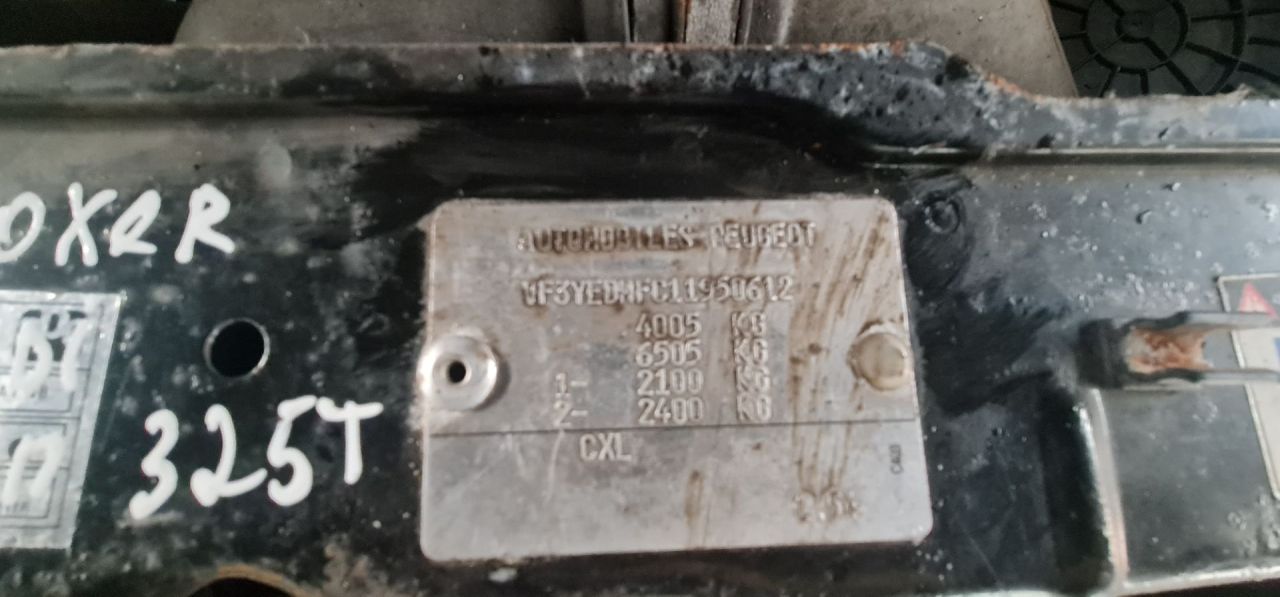 OXER
325T
AUTOMOBILES PEUGEOT
VF3YEDMFC11950612
4005 KG
6505 KG
1- 2100 KG
2- 2400 KG
CXL